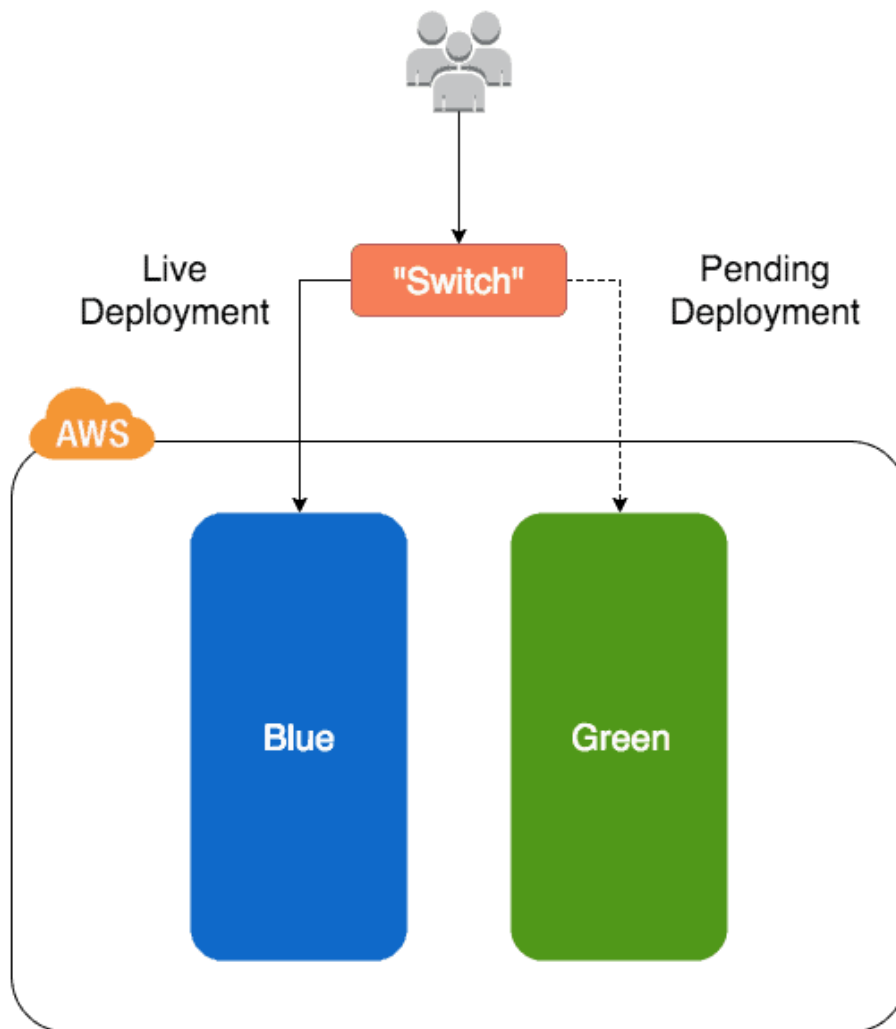 Live
Deployment
"Switch"
Pending
Deployment
AWS
Blue
Green